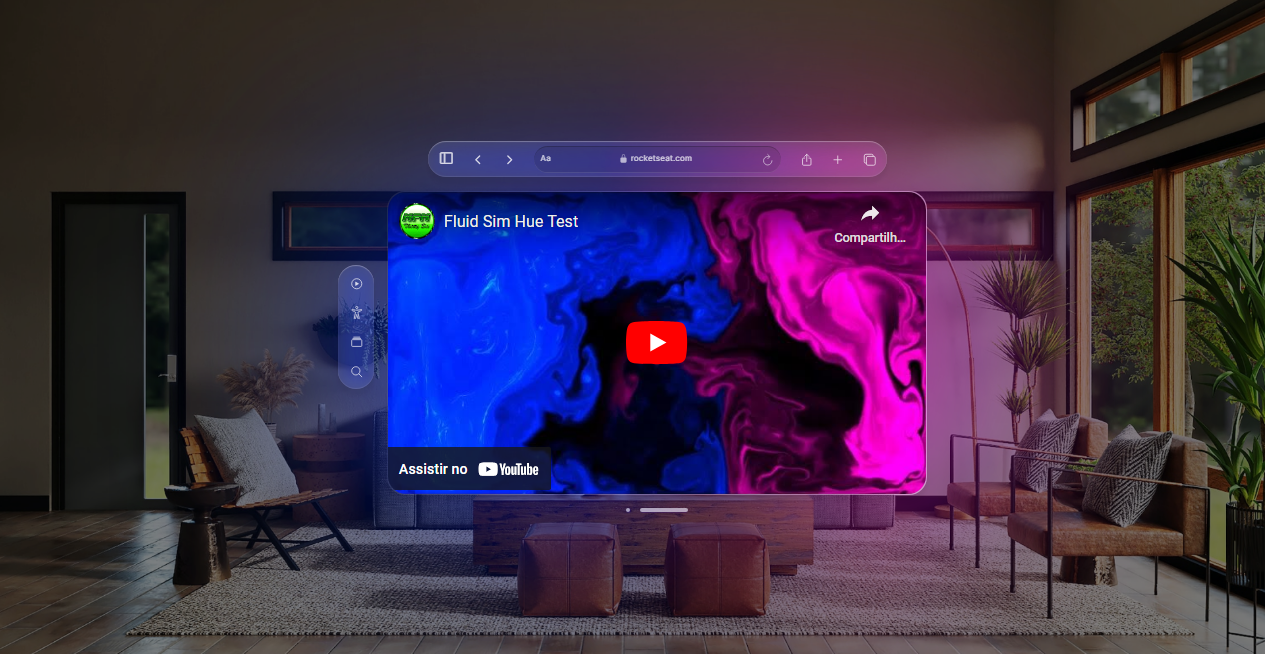 Aa
rocketseat.com
Fluid Sim Hue Test
Compartilh...
Assistir no YouTube